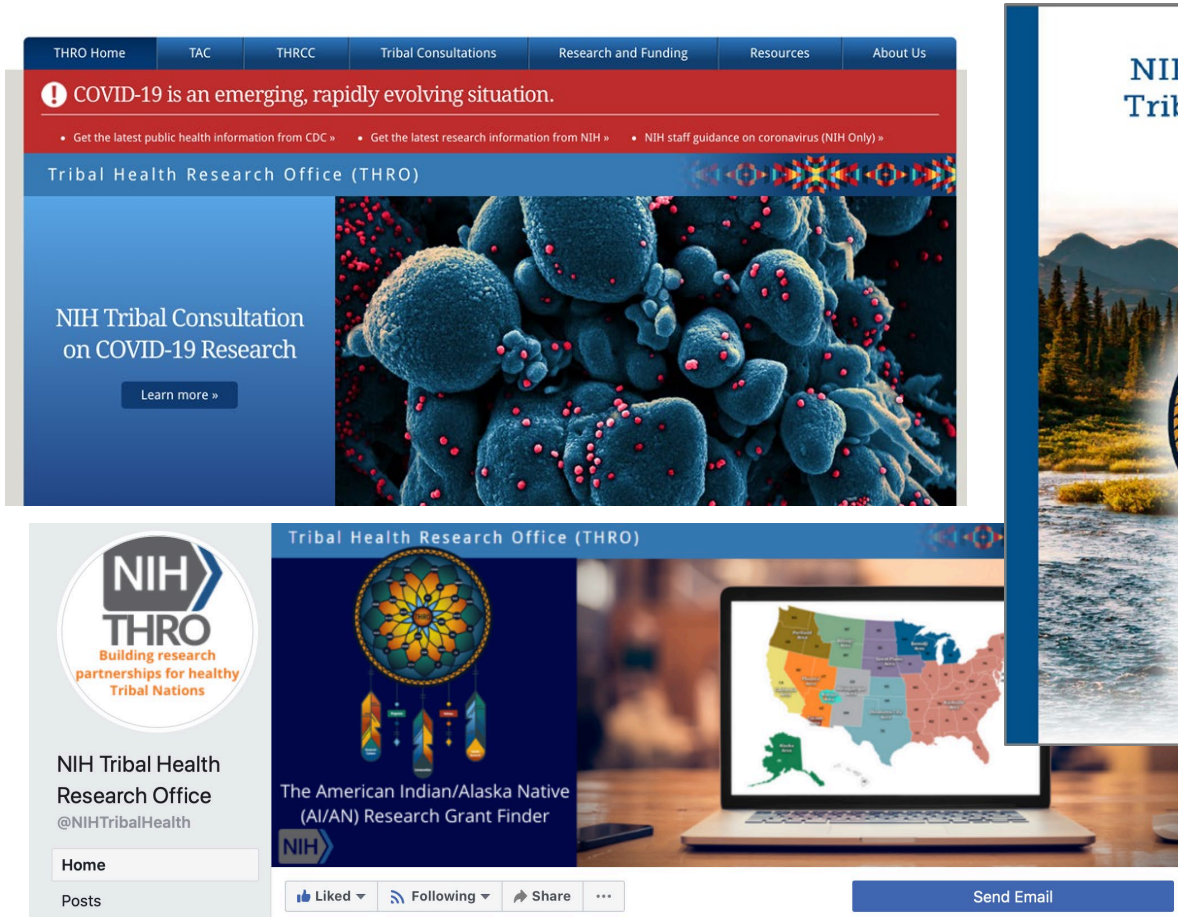 THRO Home TAC THRCC Tribal Consultations Research and Funding Resources About Us
COVID-19 is an emerging, rapidly evolving situation.
• Get the latest public health information from CDC » • Get the latest research information from NIH » • NIH staff guidance on coronavirus (NIH Only) »
Tribal Health Research Office (THRO)
NIH Tribal Consultation
on COVID-19 Research
Learn more »
NIH
THRO
Building research
partnerships for healthy
Tribal Nations
NIH Tribal Health
Research Office
@NIHTribalHealth
Home
Posts
Tribal Health Research Office (THRO)
The American Indian/Alaska Native
(AI/AN) Research Grant Finder
NIH
Liked Following Share ...
Send Email